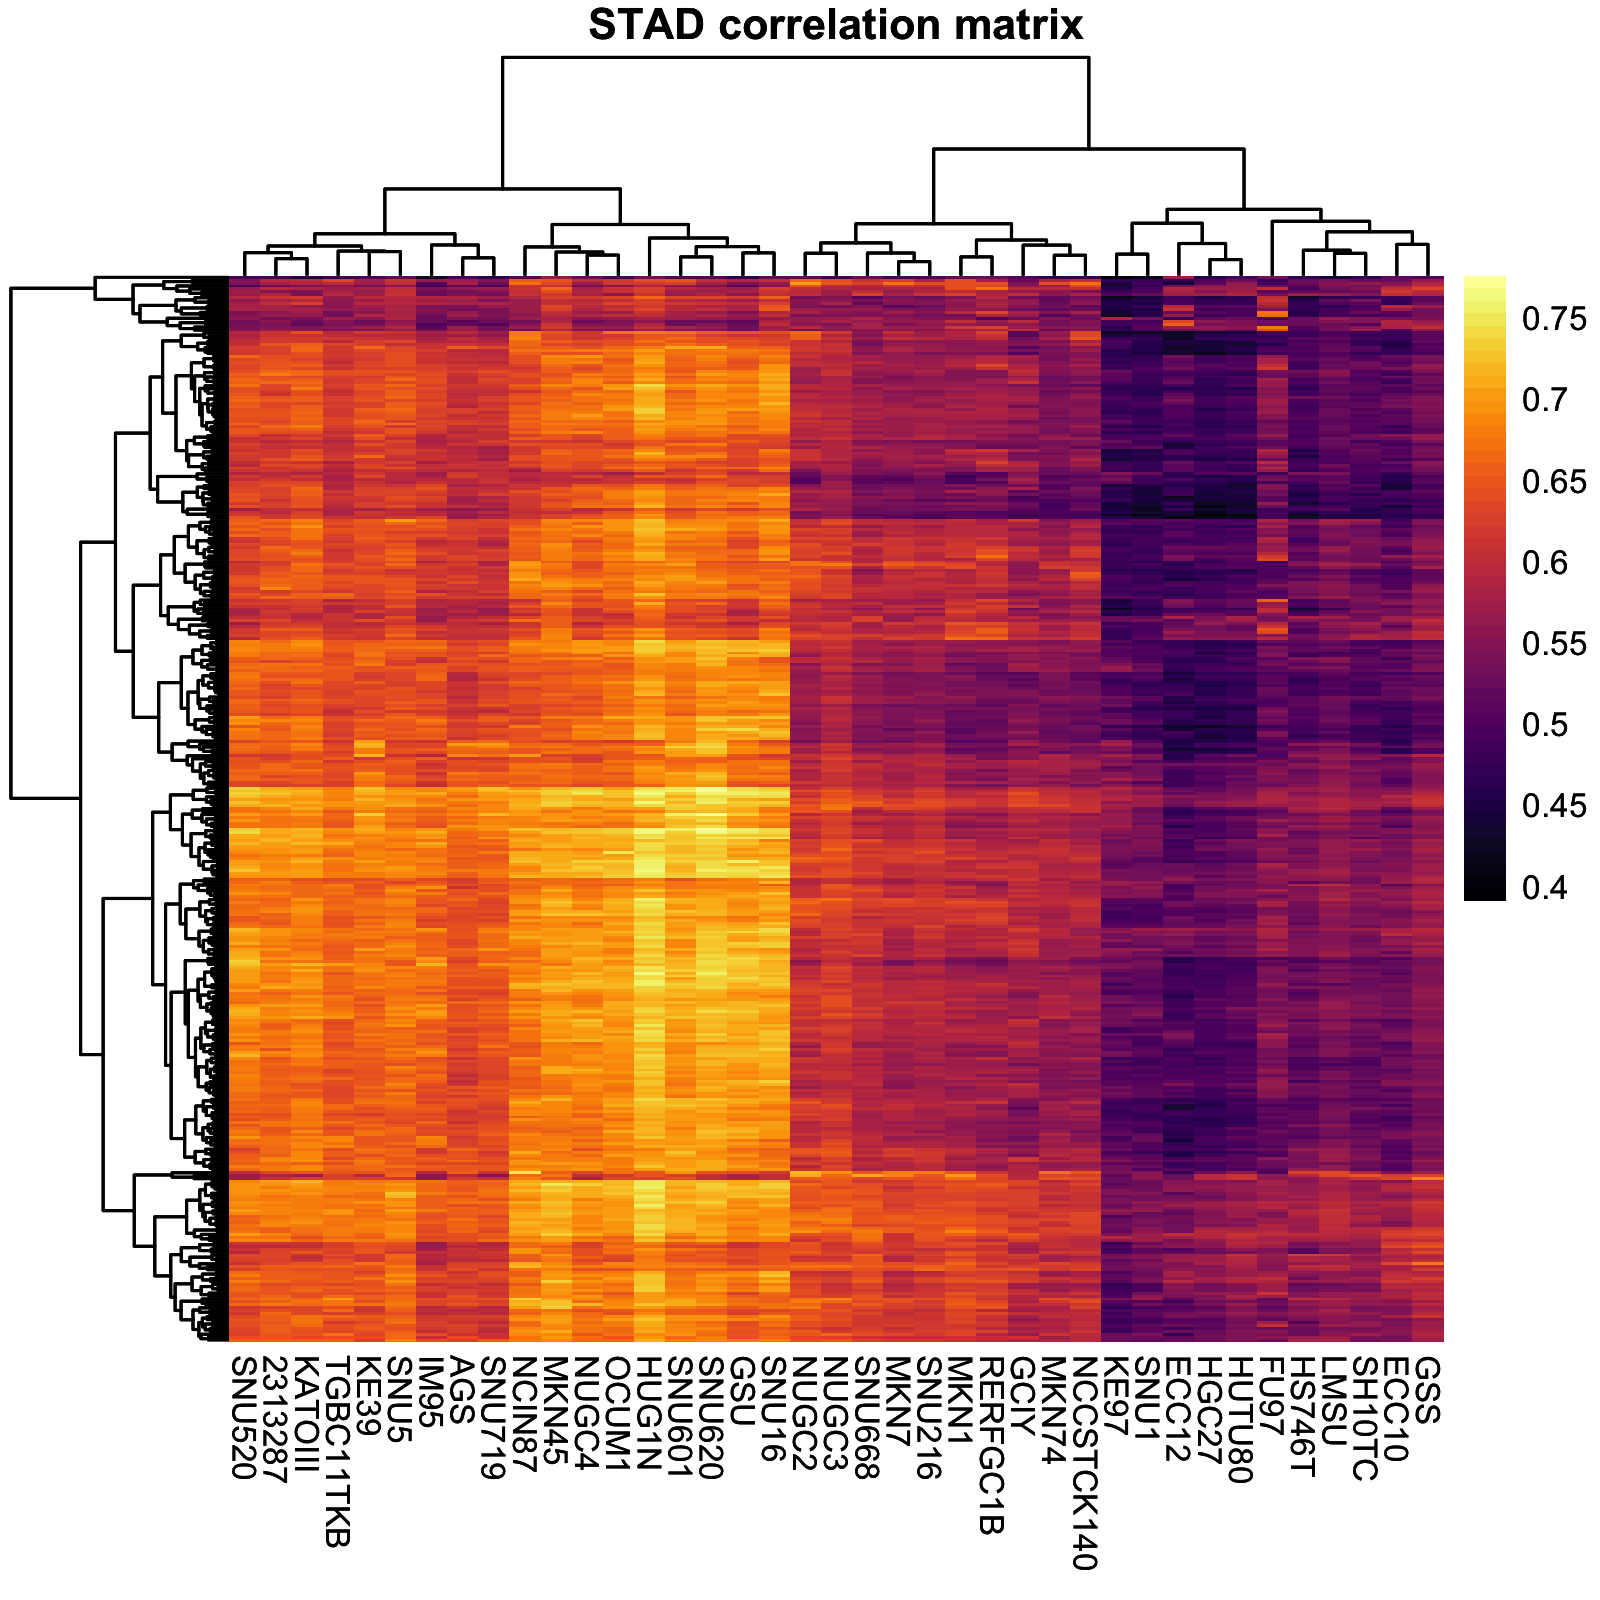 STAD correlation matrix
0.75
0.7
0.65
0.6
0.55
0.5
0.45
0.4
SNU520
2313287
KATOIII
TGBC11TKB
KE39
SNU5
IM95
AGS
SNU719
NCIN87
MKN45
NUGC4
OCUM1
HUG1N
SNU601
SNU620
GSU
SNU16
NUGC2
NUGC3
SNU668
MKN7
SNU216
MKN1
RERFGC1B
GCIY
MKN74
NCCSTCK140
KE97
SNU1
ECC12
HGC27
HUTU80
FU97
HS746T
LMSU
SH10TC
ECC10
GSS